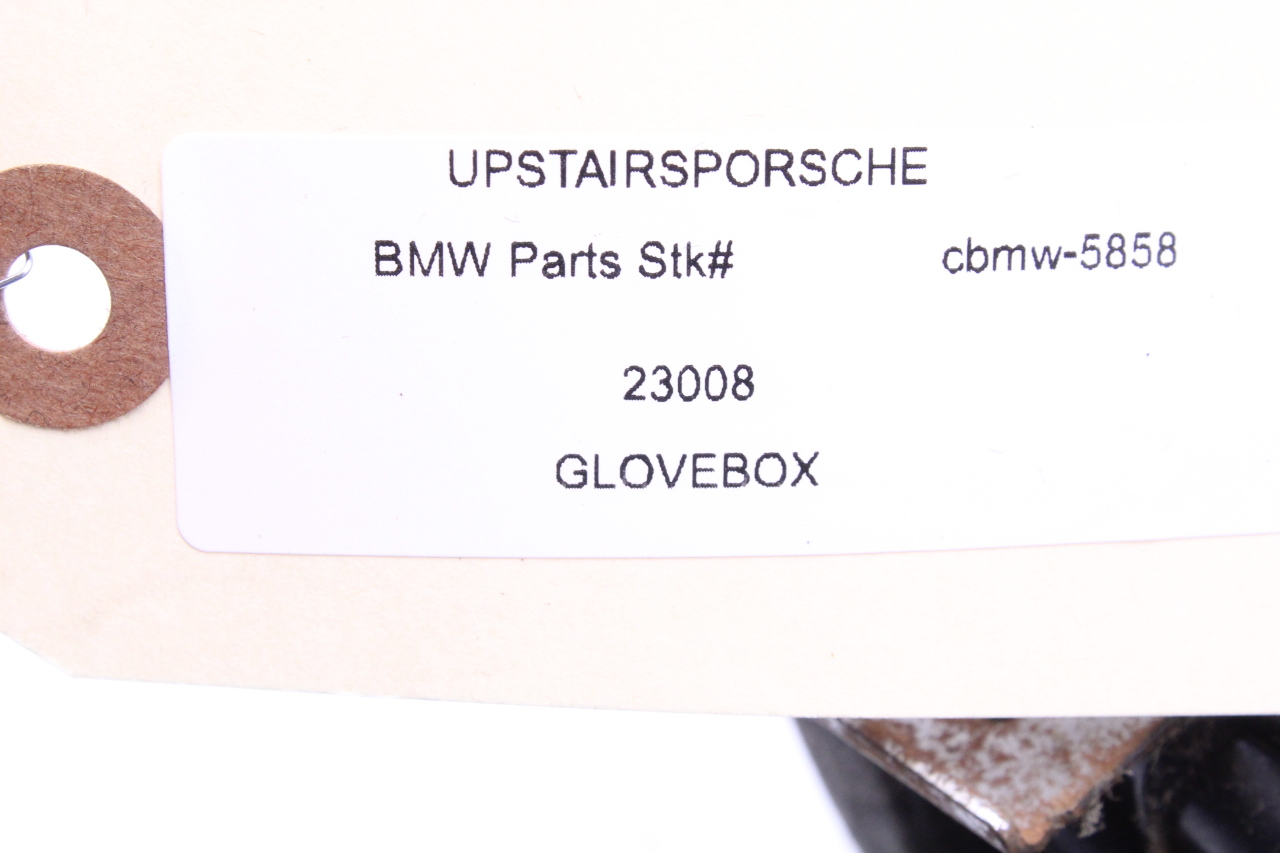 UPSTAIRSPORSCHE
BMW Parts Stk# cbmw-5858
23008
GLOVEBOX